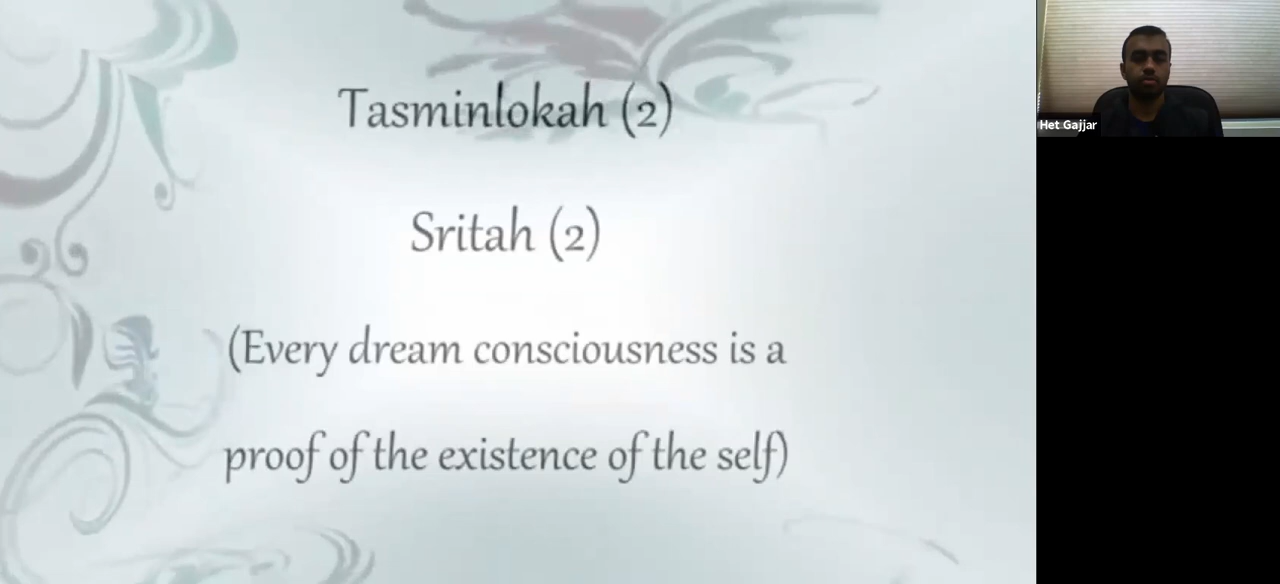 Tasminlokah (2)
Sritah (2)
(Every dream consciousness is a
proof of the existence of the self)
Het Gajjar